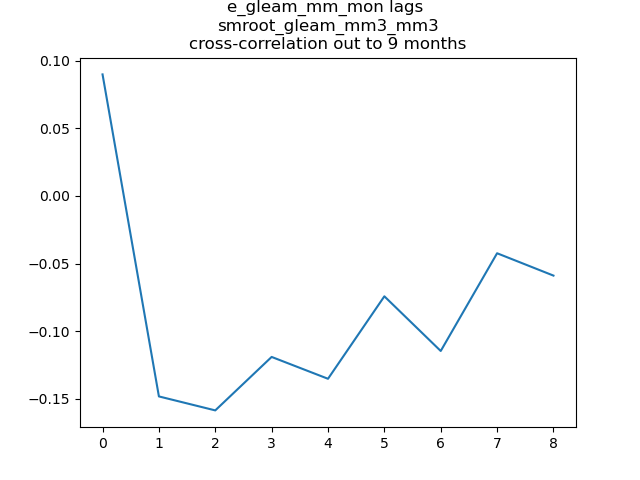 e_gleam_mm_mon lags
smroot_gleam_mm3_mm3
cross-correlation out to 9 months
0.10
0.05
0.00
−0.05
−0.10
−0.15
0 1 2 3 4 5 6 7 8